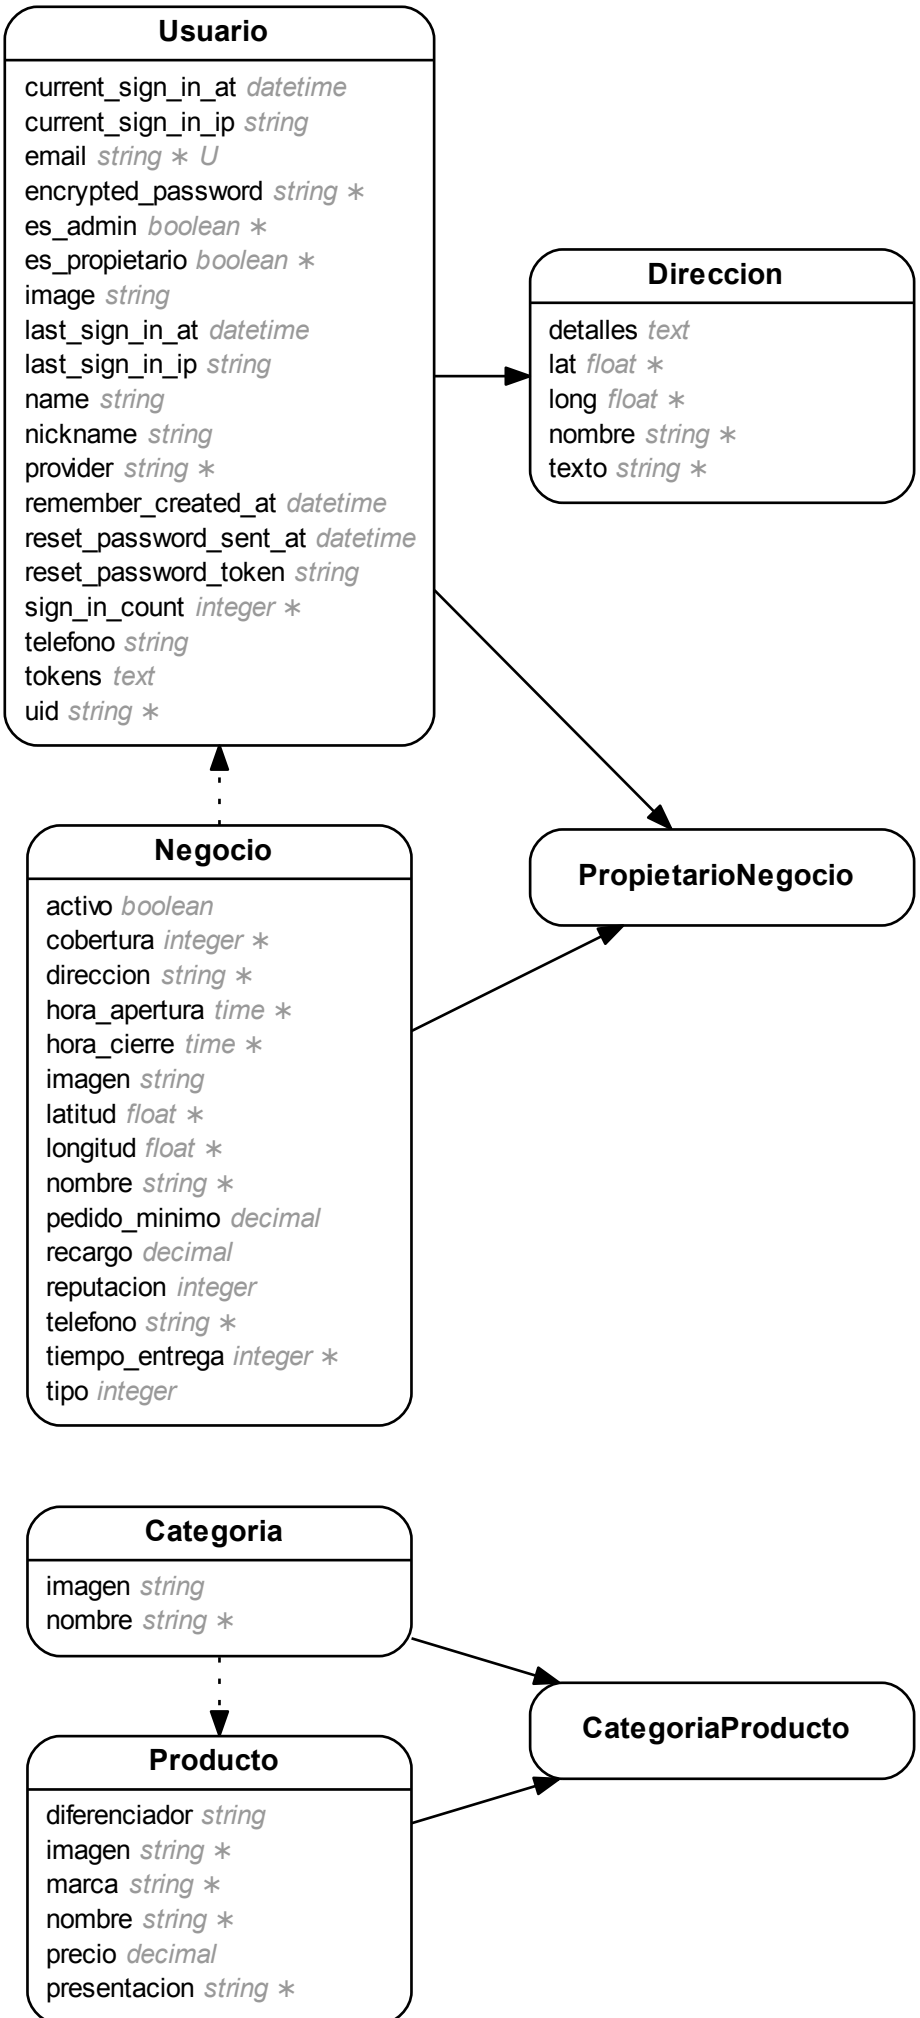 Usuario
current_sign_in_at datetime
current_sign_in_ip string
email string ∗ U
encrypted_password string ∗
es_admin boolean ∗
es_propietario boolean ∗
image string
last_sign_in_at datetime
last_sign_in_ip string
name string
nickname string
provider string ∗
remember_created_at datetime
reset_password_sent_at datetime
reset_password_token string
sign_in_count integer ∗
telefono string
tokens text
uid string ∗
Direccion
detalles text
lat float ∗
long float ∗
nombre string ∗
texto string ∗
Negocio
activo boolean
cobertura integer ∗
direccion string ∗
hora_apertura time ∗
hora_cierre time ∗
imagen string
latitud float ∗
longitud float ∗
nombre string ∗
pedido_minimo decimal
recargo decimal
reputacion integer
telefono string ∗
tiempo_entrega integer ∗
tipo integer
PropietarioNegocio
Categoria
imagen string
nombre string ∗
CategoriaProducto
Producto
diferenciador string
imagen string ∗
marca string ∗
nombre string ∗
precio decimal
presentacion string ∗